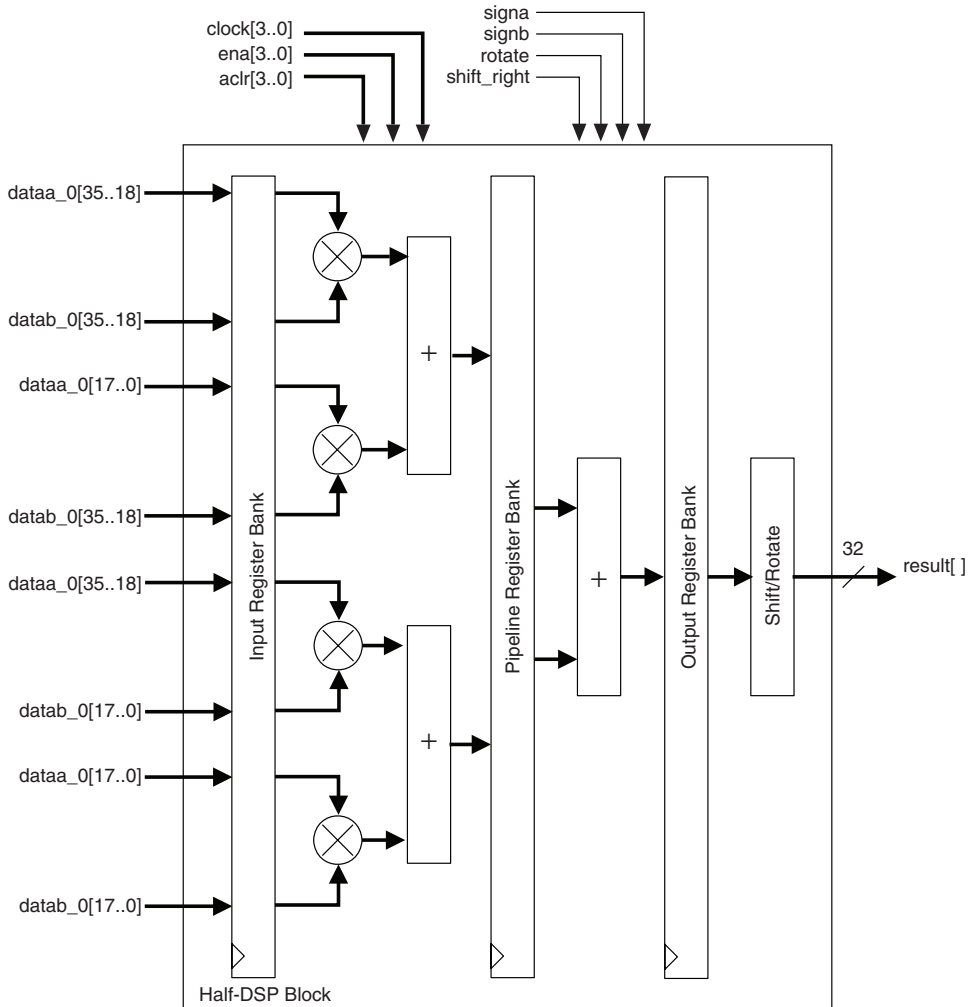 clock[3..0]
ena[3..0]
aclr[3..0]
signa
signb
rotate
shift_right
dataa_0[35..18]
datab_0[35..18]
dataa_0[17..0]
datab_0[35..18]
dataa_0[35..18]
datab_0[17..0]
dataa_0[17..0]
datab_0[17..0]
Input Register Bank
+
+
Pipeline Register Bank
+
Output Register Bank
Shift/Rotate
32
result[ ]
Half-DSP Block